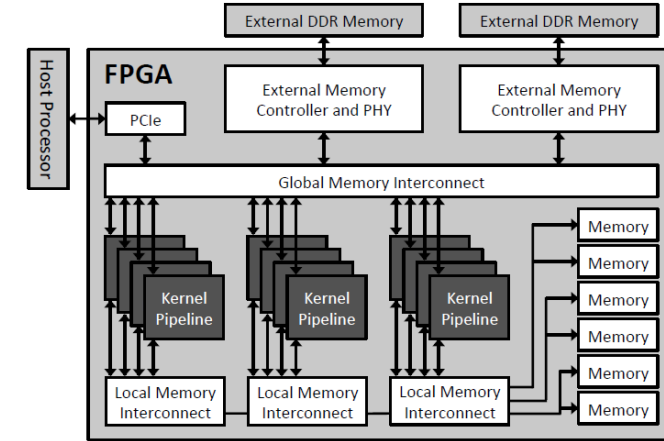 External DDR Memory
External DDR Memory
Host Processor
FPGA
External Memory
Controller and PHY
External Memory
Controller and PHY
PCIe
Global Memory Interconnect
Kernel
Pipeline
Kernel
Pipeline
Kernel
Pipeline
Memory
Memory
Memory
Memory
Memory
Memory
Local Memory
Interconnect
Local Memory
Interconnect
Local Memory
Interconnect